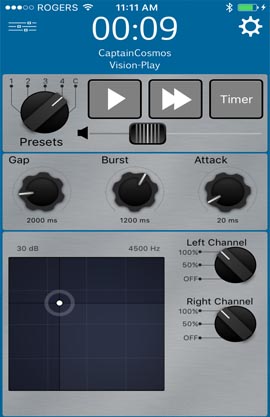 ROGERS 11:11 AM
00:09
CaptainCosmos
Vision-Play
1 2 3 4 C
Presets
Timer
Gap Burst Attack
2000 ms 1200 ms 20 ms
30 dB 4500 Hz
Left Channel
100%
50%
OFF
Right Channel
100%
50%
OFF